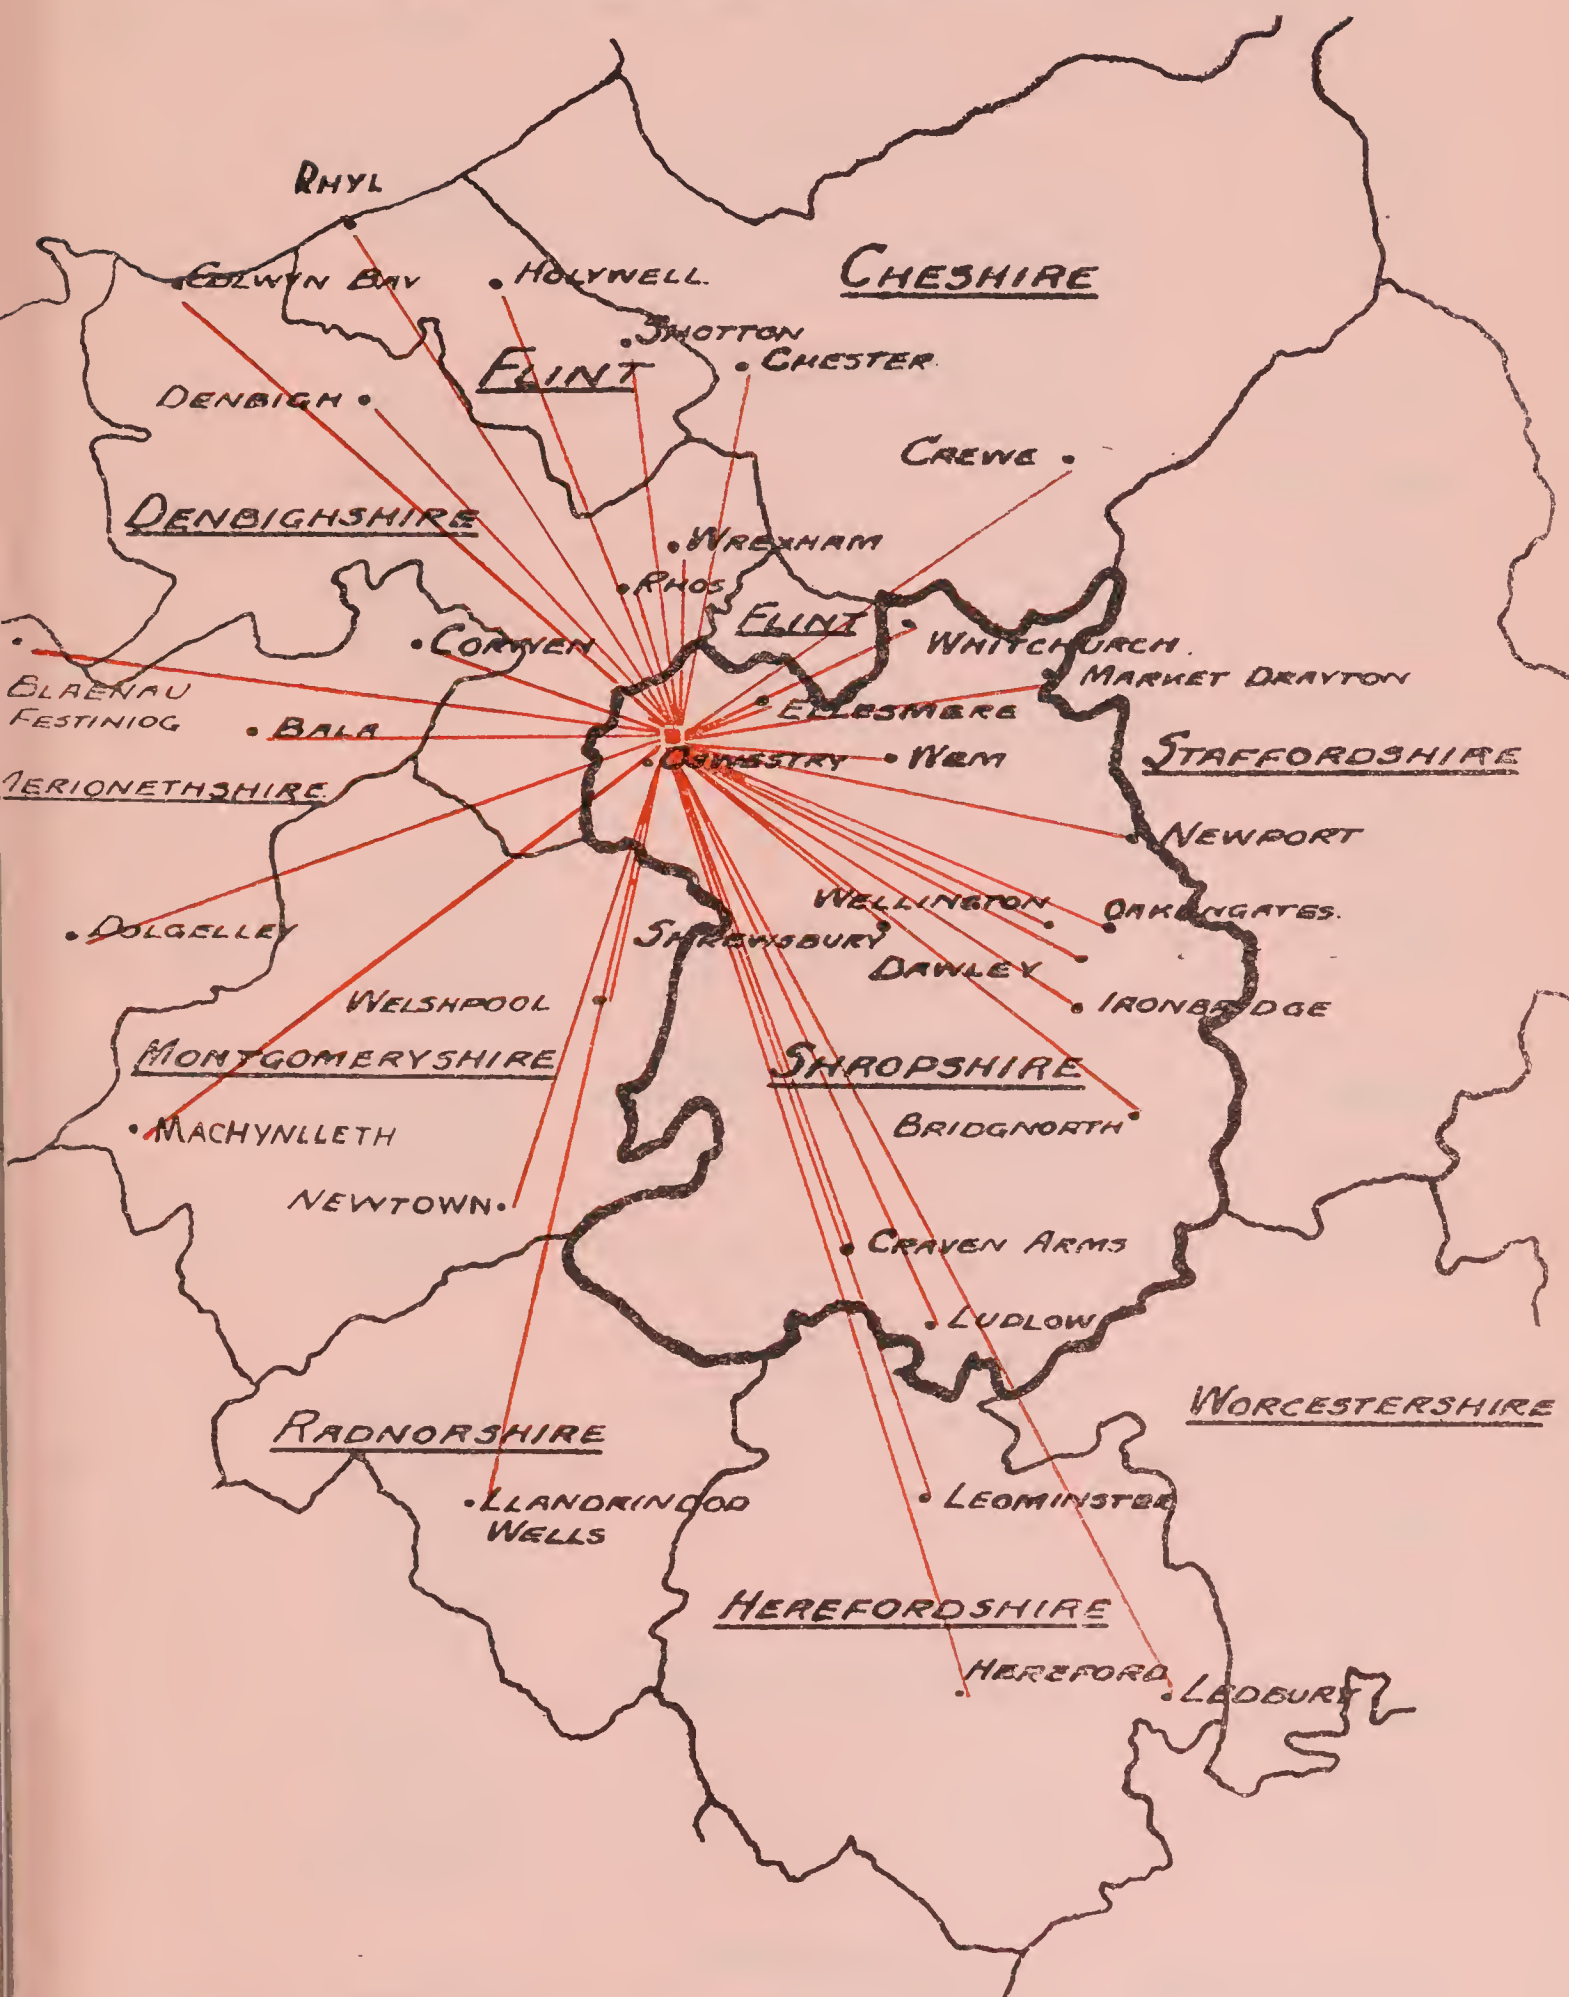 RHYL
COLWYN BAY
HOLYWELL.
CHESHIRE
SHOTTON
CHESTER.
FLINT
DENBIGH
CREWE
DENBIGHSHIRE
WREXHAM
RHOS
FLINT
CORWEN
WHITCHURCH.
MARKET DRAYTON
BLAENAU
FESTINIOG
ELLESMERE
BALA
OSWESTRY
WEM
STAFFORDSHIRE
MERIONETHSHIRE.
NEWPORT
WELLINGTON
OAKENGATES.
DOLGELLEY
SHREWSBURY
DAWLEY
WELSHPOOL
IRONBRIDGE
MONTGOMERYSHIRE
SHROPSHIRE
MACHYNLLETH
BRIDGNORTH
NEWTOWN
CRAVEN ARMS
LUDLOW
WORCESTERSHIRE
RADNORSHIRE
LLANDRINDOD
WELLS
LEOMINSTER
HEREFORDSHIRE
HEREFORD
LEDBURY